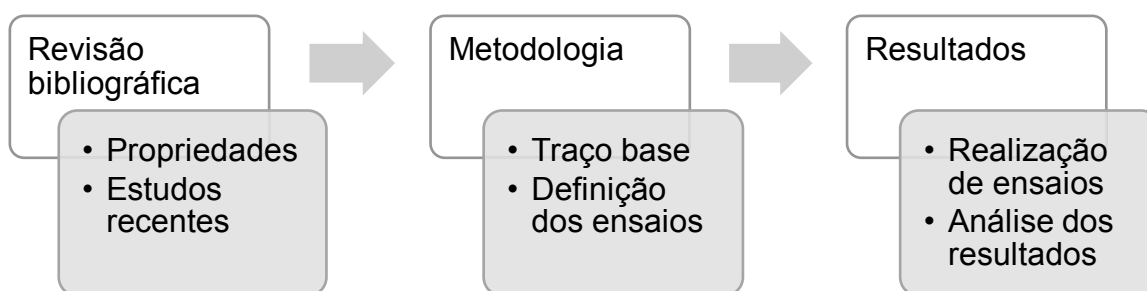 Revisão
bibliográfica
• Propriedades
• Estudos
recentes
Metodologia
• Traço base
• Definição
dos ensaios
Resultados
• Realização
de ensaios
• Análise dos
resultados